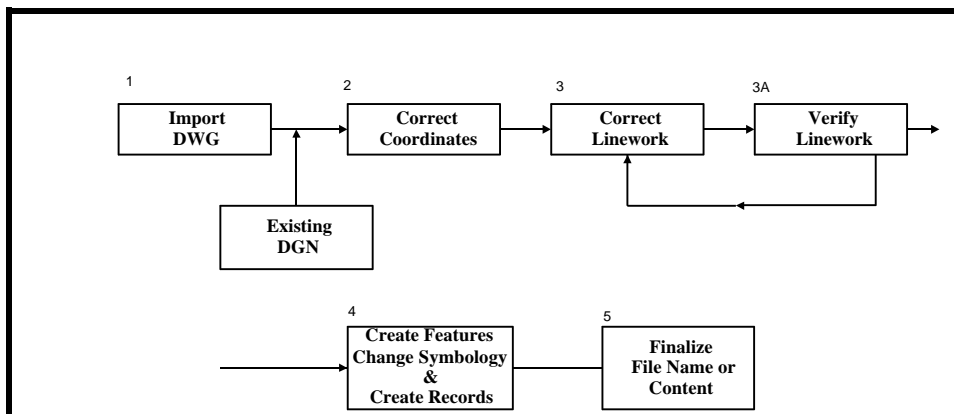 1
Import
DWG
2
Correct
Coordinates
3
Correct
Linework
3A
Verify
Linework
Existing
DGN
4
Create Features
Change Symbology
&
Create Records
5
Finalize
File Name or
Content